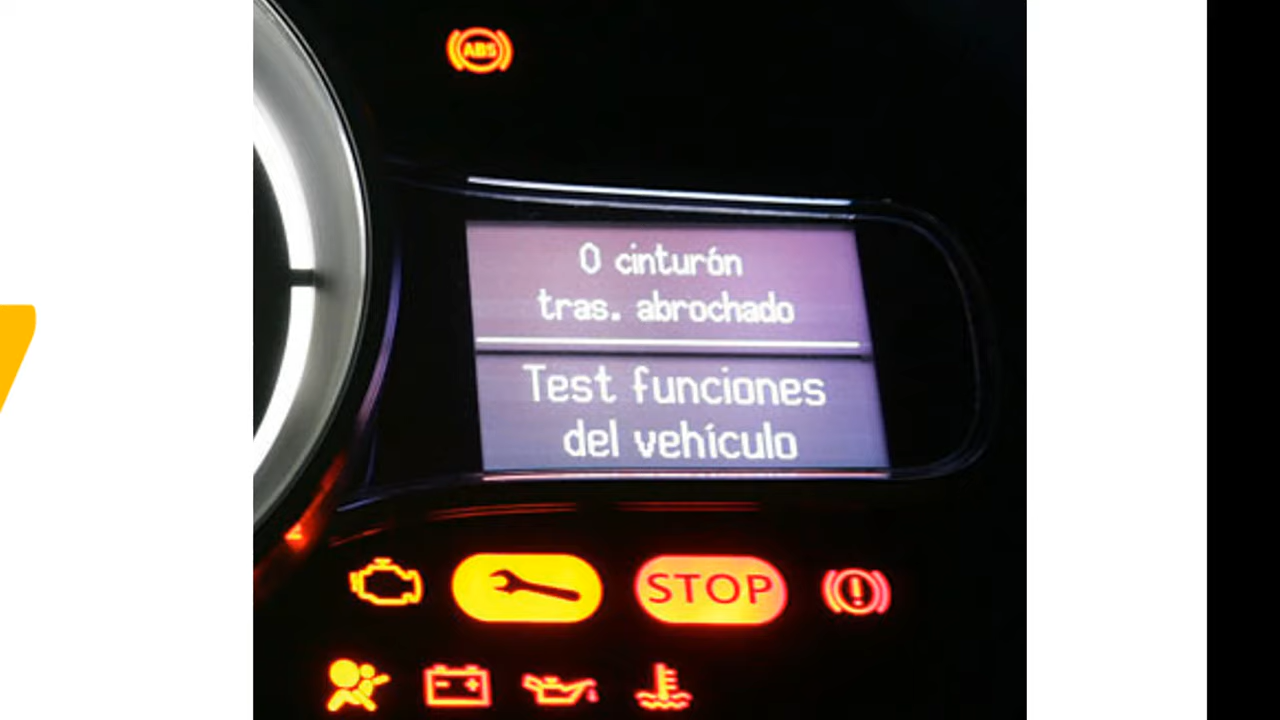 ABS
0 cinturón
tras. abrochado
Test funciones
del vehículo
STOP